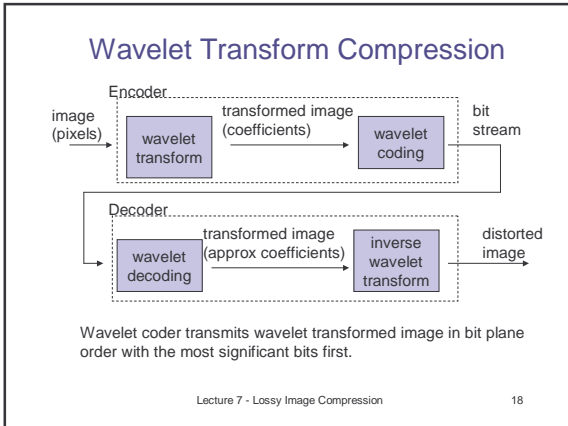 Wavelet Transform Compression
Encoder
image
(pixels)
wavelet
transform
transformed image
(coefficients)
wavelet
coding
bit
stream
Decoder
wavelet
decoding
transformed image
(approx coefficients)
inverse
wavelet
transform
distorted
image
Wavelet coder transmits wavelet transformed image in bit plane
order with the most significant bits first.
Lecture 7 - Lossy Image Compression
18